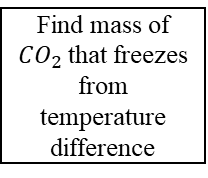 Find mass of
CO₂ that freezes
from
temperature
difference